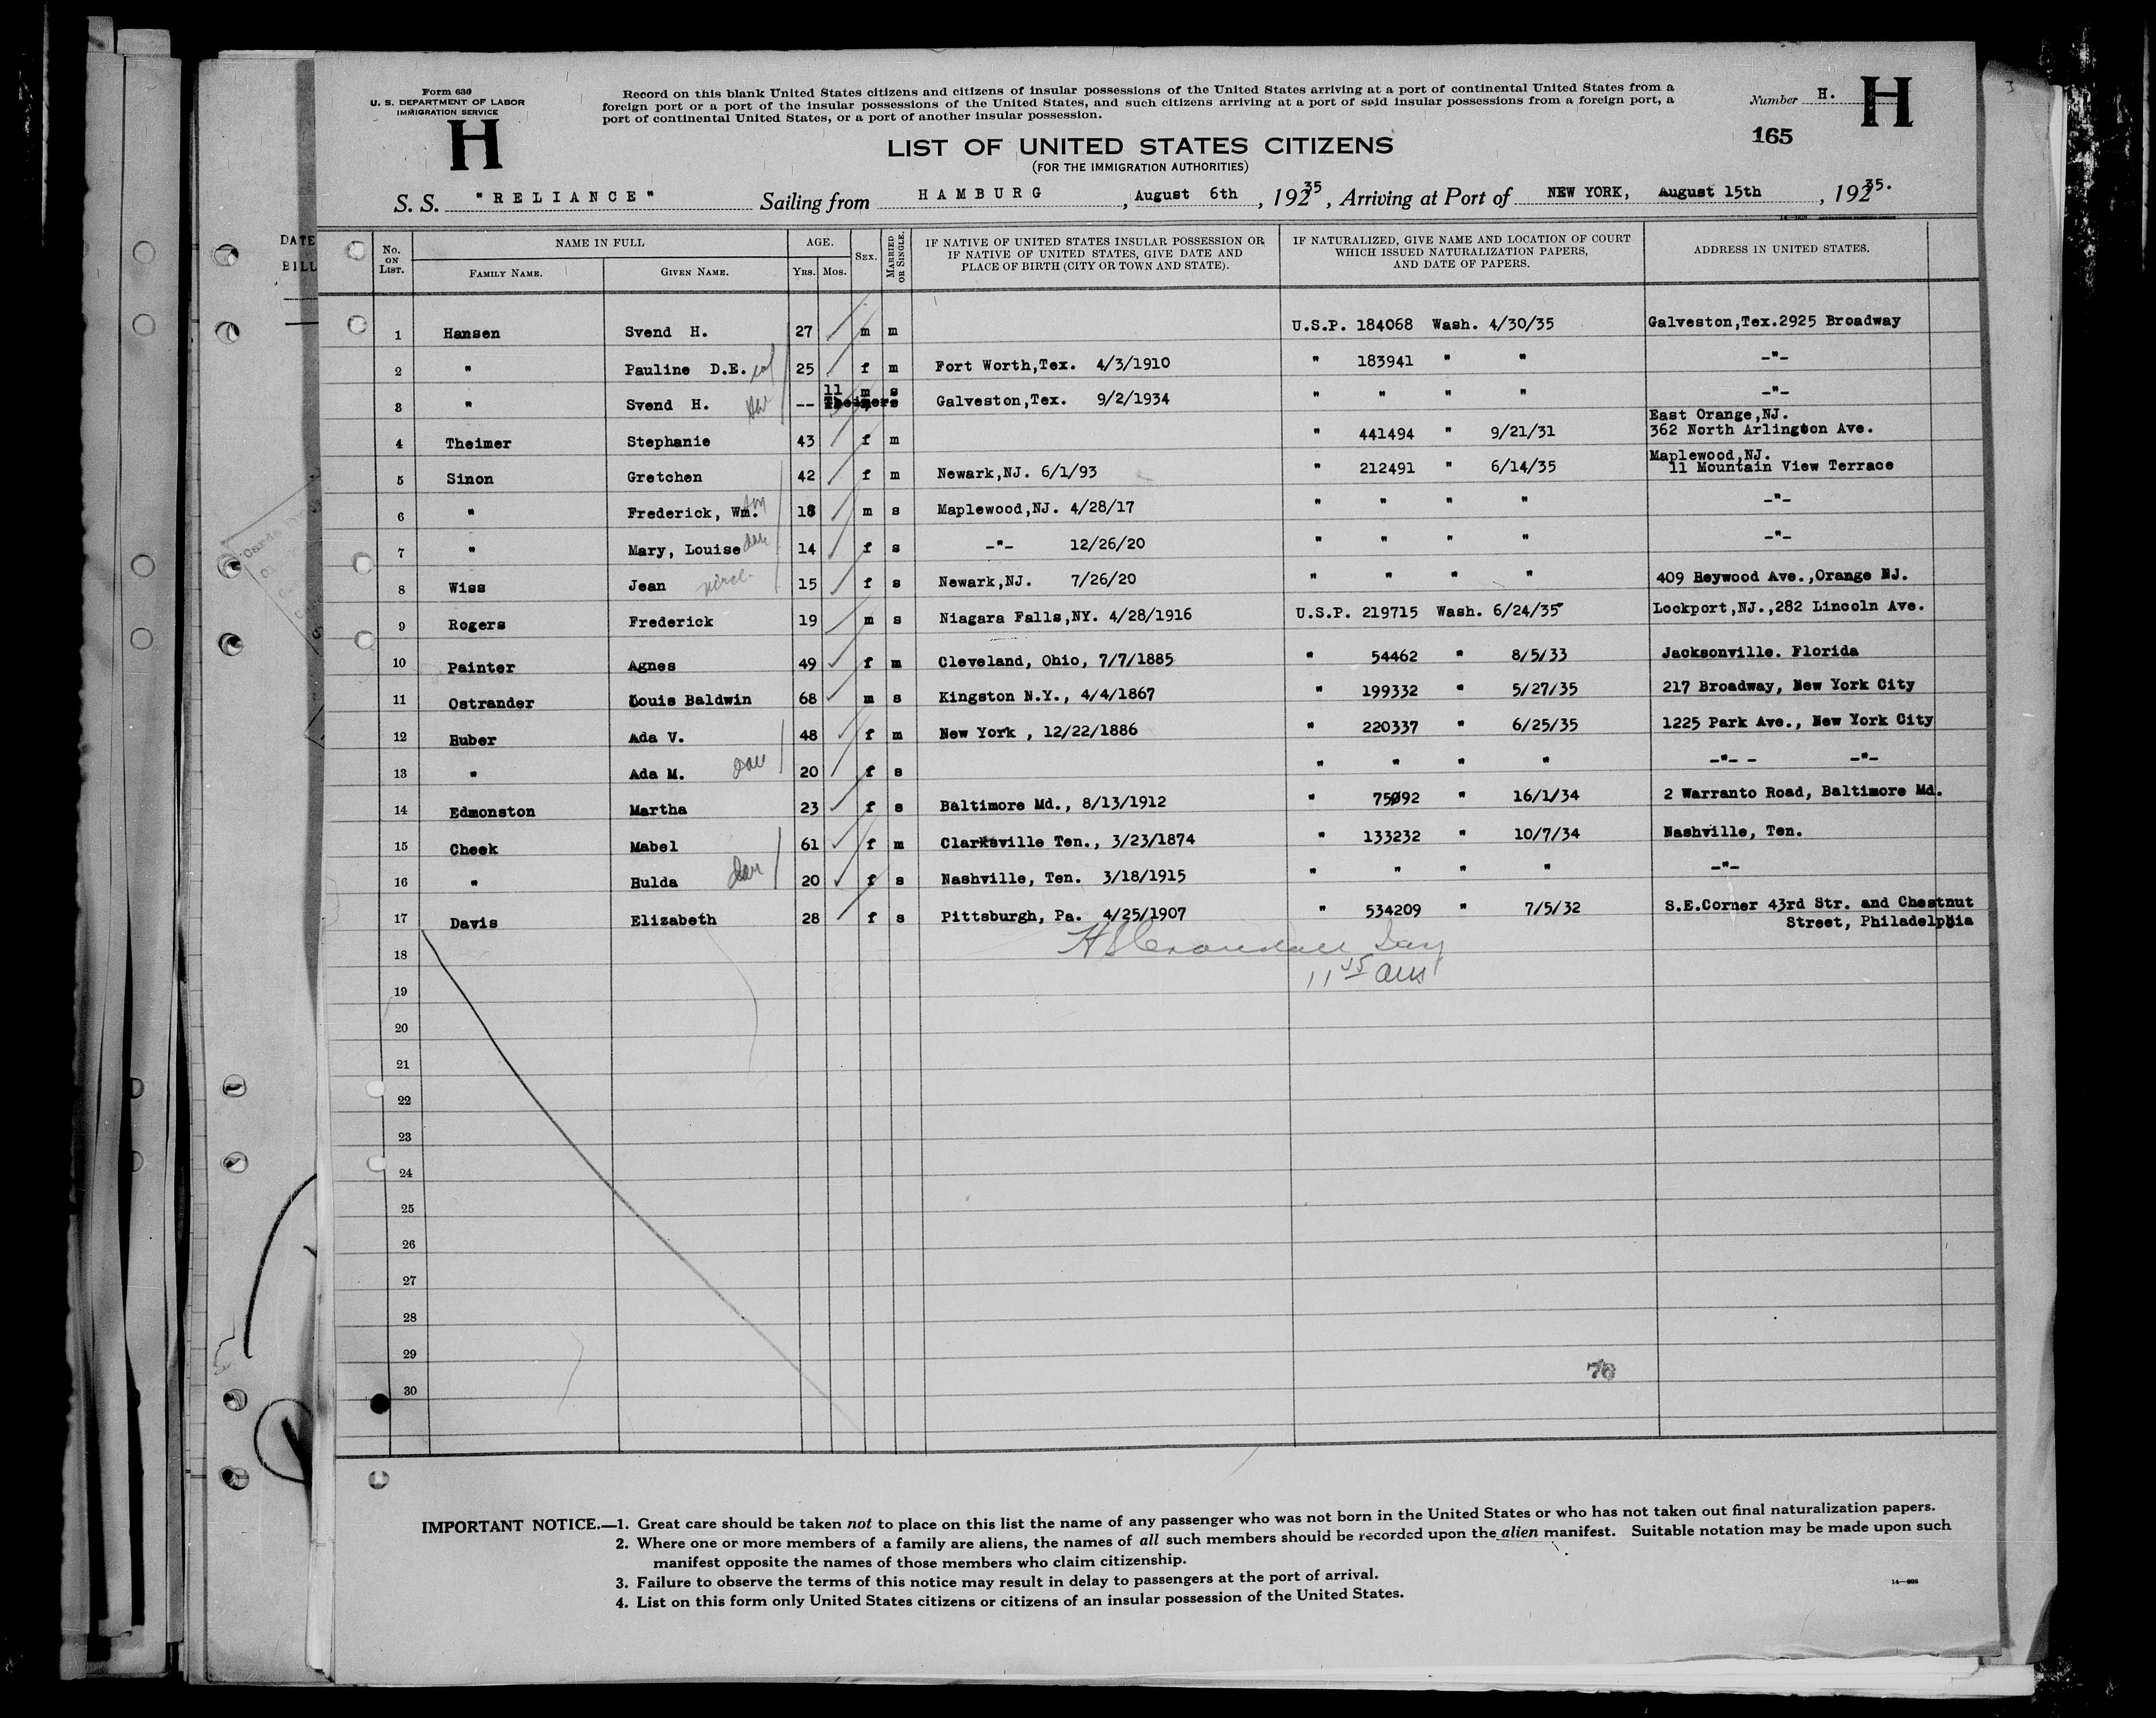 Form 630
U. S. DEPARTMENT OF LABOR
IMMIGRATION SERVICE
H
Record on this blank United States citizens and citizens of insular possessions of the United States arriving at a port of continental United States from a
foreign port or a port of the insular possessions of the United States, and such citizens arriving at a port of said insular possessions from a foreign port, a
port of continental United States, or a port of another insular possession.
Number H. H
165
LIST OF UNITED STATES CITIZENS
(FOR THE IMMIGRATION AUTHORITIES)
S. S. "RELIANCE" Sailing from HAMBURG, August 6th, 19235, Arriving at Port of NEW YORK, August 15th, 19235.
DATE
BILL
No. ON LIST. NAME IN FULL AGE. SEX. MARRIED OR SINGLE. IF NATIVE OF UNITED STATES INSULAR POSSESSION OR IF NATIVE OF UNITED STATES, GIVE DATE AND PLACE OF BIRTH (CITY OR TOWN AND STATE). IF NATURALIZED, GIVE NAME AND LOCATION OF COURT WHICH ISSUED NATURALIZATION PAPERS, AND DATE OF PAPERS. ADDRESS IN UNITED STATES.
FAMILY NAME. GIVEN NAME. YRS. MOS.
1 Hansen Svend H. 27 m m U.S.P. 184068 Wash. 4/30/35 Galveston,Tex.2925 Broadway
2 " Pauline D.E. 25 f m Fort Worth,Tex. 4/3/1910 " 183941 " " -"-
3 " Svend H. -- 11 m s Galveston,Tex. 9/2/1934 " " " " -"-
4 Theimer Stephanie 43 f m " 441494 " 9/21/31 East Orange,NJ. 362 North Arlington Ave.
5 Sinon Gretchen 42 f m Newark,NJ. 6/1/93 " 212491 " 6/14/35 Maplewood,NJ. 11 Mountain View Terrace
6 " Frederick, Wm. 18 m s Maplewood,NJ. 4/28/17 " " " " -"-
7 " Mary, Louise 14 f s -"- 12/26/20 " " " " -"-
8 Wiss Jean 15 f s Newark,NJ. 7/26/20 " " " " 409 Heywood Ave.,Orange NJ.
9 Rogers Frederick 19 m s Niagara Falls,NY. 4/28/1916 U.S.P. 219715 Wash. 6/24/35 Lockport,NJ.,282 Lincoln Ave.
10 Painter Agnes 49 f m Cleveland, Ohio, 7/7/1885 " 54462 " 8/5/33 Jacksonville. Florida
11 Ostrander Louis Baldwin 68 m s Kingston N.Y., 4/4/1867 " 199332 " 5/27/35 217 Broadway, New York City
12 Huber Ada V. 48 f m New York , 12/22/1886 " 220337 " 6/25/35 1225 Park Ave., New York City
13 " Ada M. dau 20 f s " " " " -"- - -"-
14 Edmonston Martha 23 f s Baltimore Md., 8/13/1912 " 75092 " 16/1/34 2 Warranto Road, Baltimore Md.
15 Cheek Mabel 61 f m Clarksville Ten., 3/23/1874 " 133232 " 10/7/34 Nashville, Ten.
16 " Hulda dau 20 f s Nashville, Ten. 3/18/1915 " " " " -"-
17 Davis Elizabeth 28 f s Pittsburgh, Pa. 4/25/1907 " 534209 " 7/5/32 S.E.Corner 43rd Str. and Chestnut
Street, Philadelphia
18
19
20
21
22
23
24
25
26
27
28
29
30
IMPORTANT NOTICE.—1. Great care should be taken not to place on this list the name of any passenger who was not born in the United States or who has not taken out final naturalization papers.
2. Where one or more members of a family are aliens, the names of all such members should be recorded upon the alien manifest. Suitable notation may be made upon such
manifest opposite the names of those members who claim citizenship.
3. Failure to observe the terms of this notice may result in delay to passengers at the port of arrival.
4. List on this form only United States citizens or citizens of an insular possession of the United States.